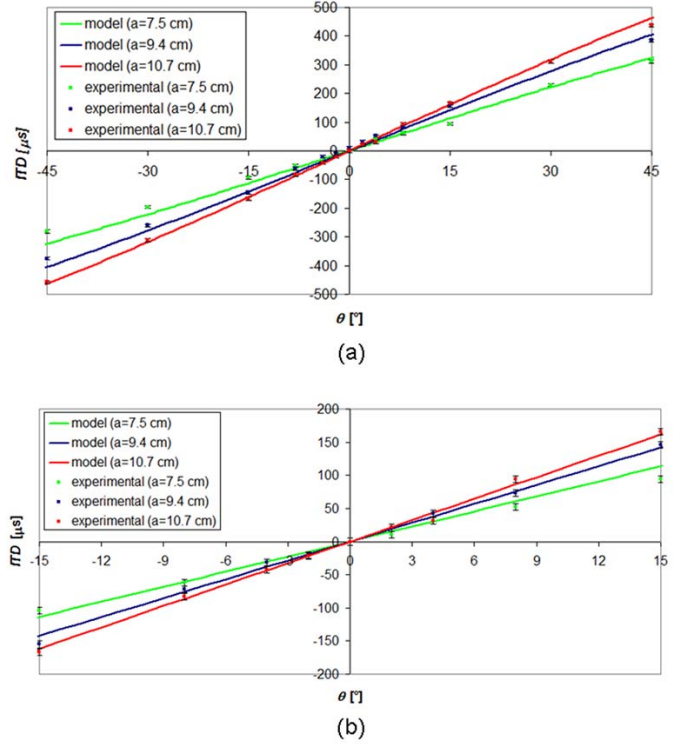 500
400
300
200
100
0
-100
-200
-300
-400
-500
-45
-30
-15
0
15
30
45
ITD [μs]
θ [°]
model (a=7.5 cm)
model (a=9.4 cm)
model (a=10.7 cm)
experimental (a=7.5 cm)
experimental (a=9.4 cm)
experimental (a=10.7 cm)
(a)
200
150
100
50
0
-50
-100
-150
-200
-15
-12
-9
-6
-3
0
3
6
9
12
15
ITD [μs]
θ [°]
model (a=7.5 cm)
model (a=9.4 cm)
model (a=10.7 cm)
experimental (a=7.5 cm)
experimental (a=9.4 cm)
experimental (a=10.7 cm)
(b)